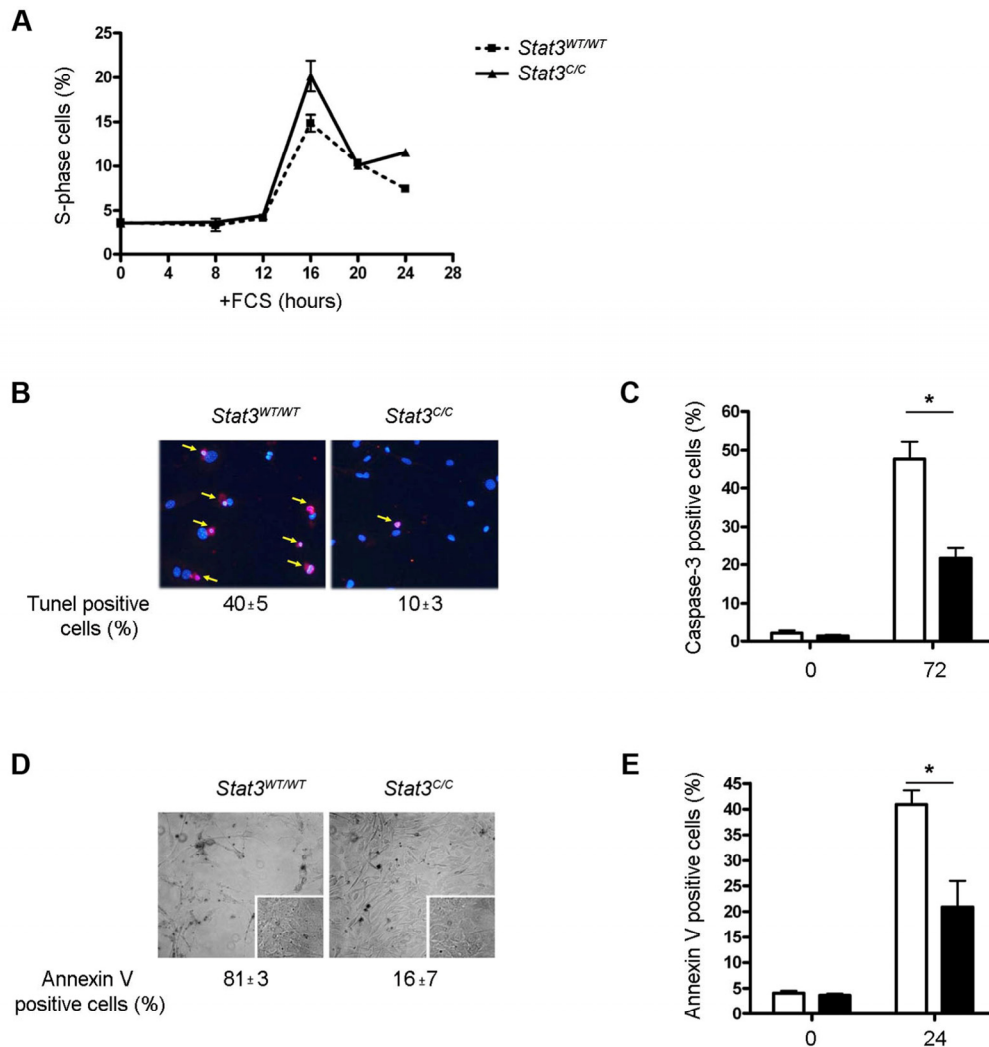 A
25
20
15
10
5
0
S-phase cells (%)
0 4 8 12 16 20 24 28
+FCS (hours)
Stat3WT/WT
Stat3C/C
B
Stat3WT/WT Stat3C/C
Tunel positive
cells (%)
40±5 10±3
C
60
50
40
30
20
10
0
Caspase-3 positive cells (%)
*
0 72
D
Stat3WT/WT Stat3C/C
Annexin V
positive cells (%)
81±3 16±7
E
45
40
35
30
25
20
15
10
5
0
Annexin V positive cells (%)
*
0 24